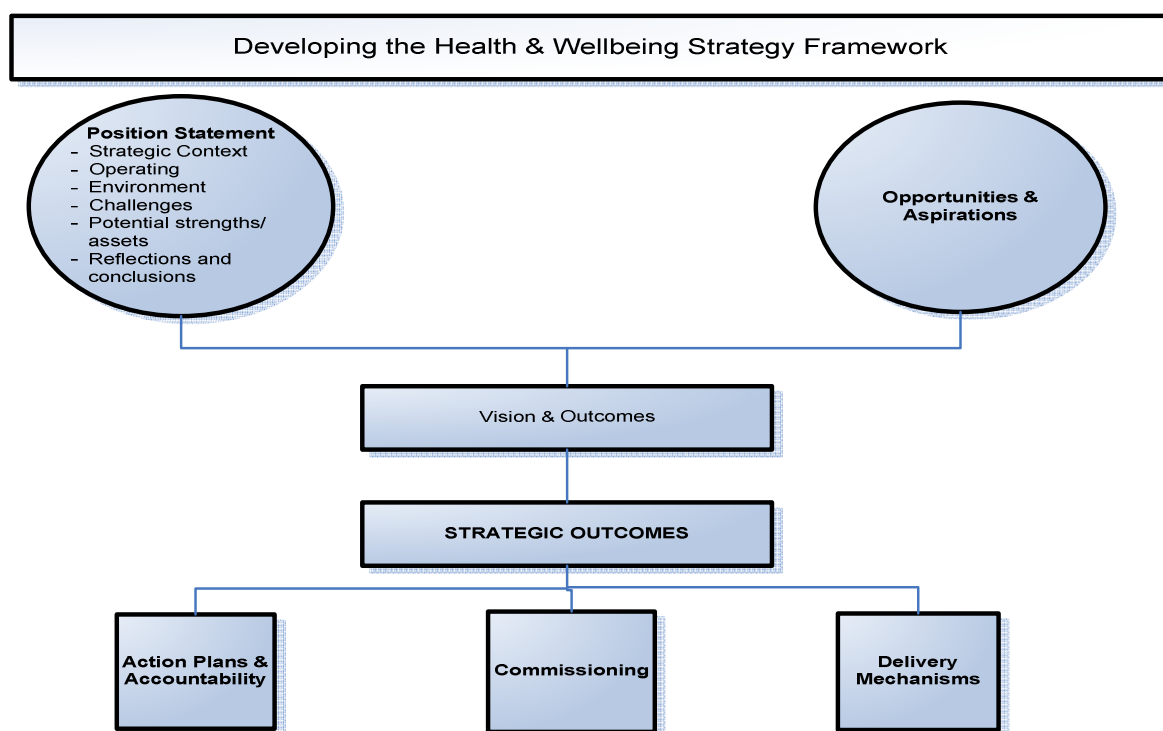 Developing the Health & Wellbeing Strategy Framework
Position Statement
- Strategic Context
- Operating
- Environment
- Challenges
- Potential strengths/
assets
- Reflections and
conclusions
Opportunities &
Aspirations
Vision & Outcomes
STRATEGIC OUTCOMES
Action Plans &
Accountability
Commissioning
Delivery
Mechanisms